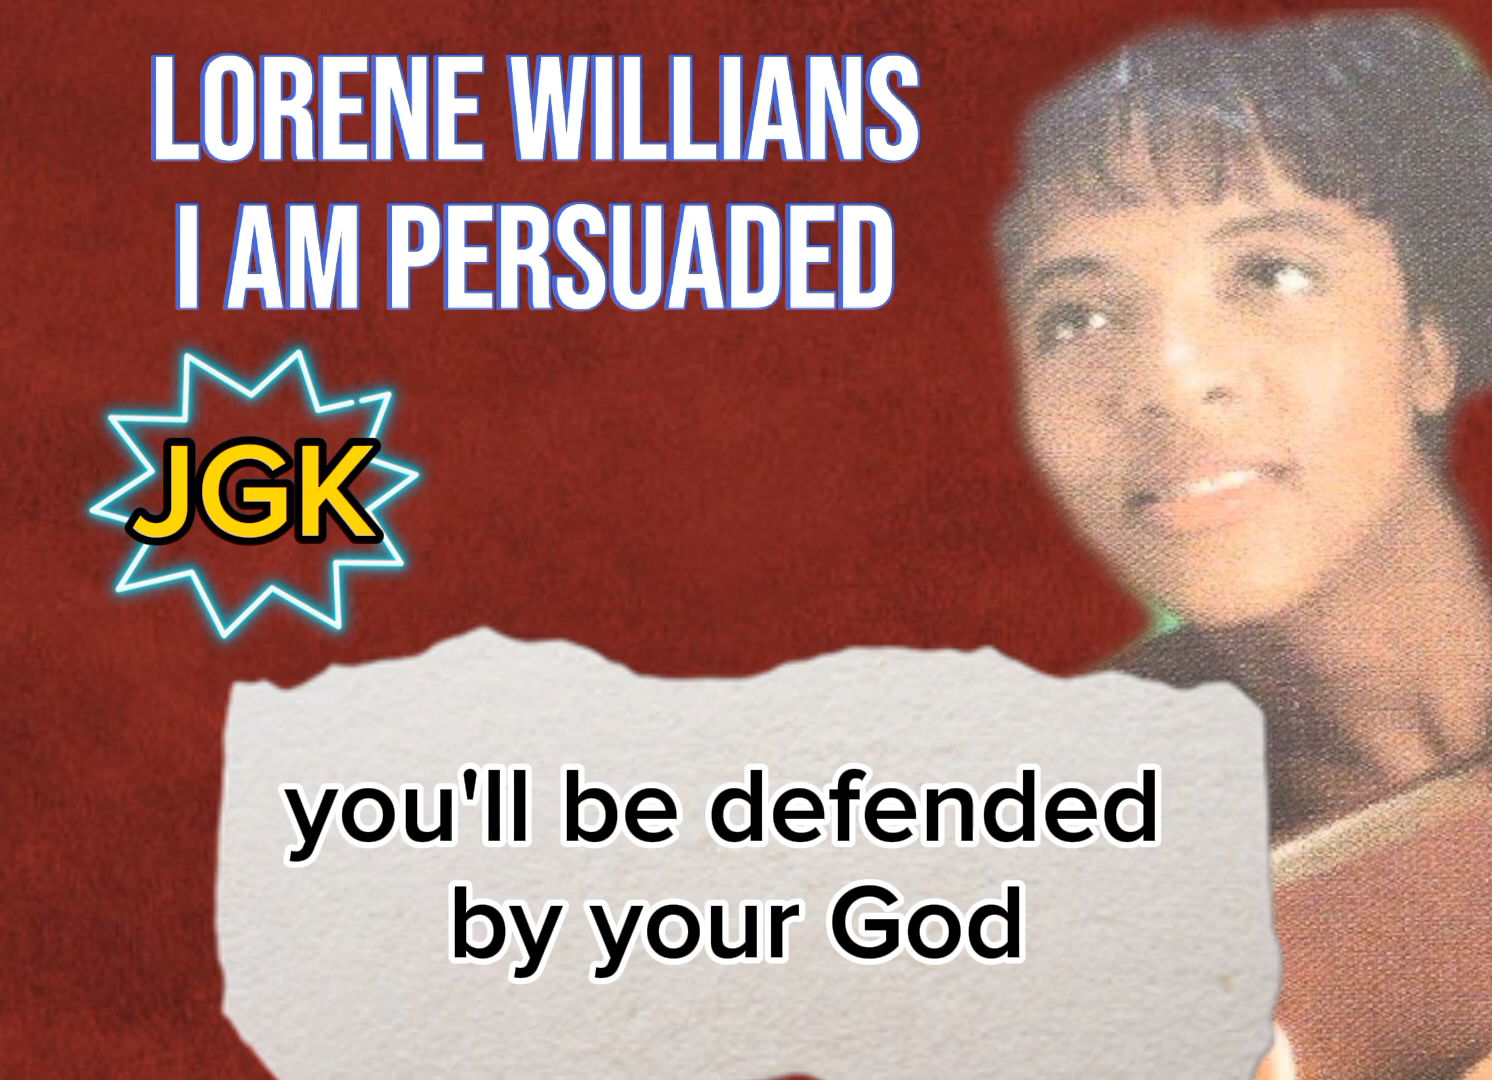 LORENE WILLIANS
I AM PERSUADED
JGK
you'll be defended
by your God